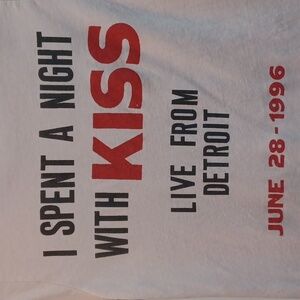 I SPENT A NIGHT
WITH KISS
LIVE FROM
DETROIT
JUNE 28-1996